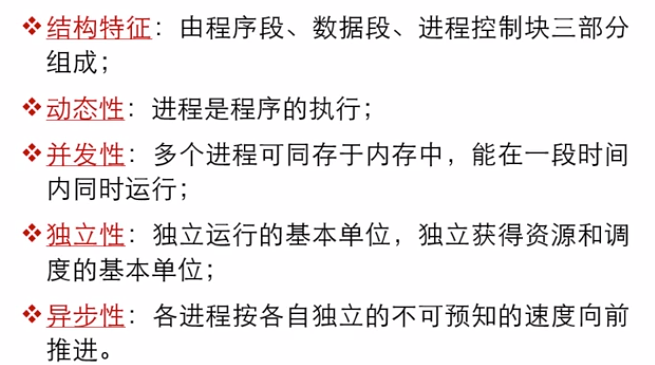 ❖结构特征：由程序段、数据段、进程控制块三部分
组成；
❖动态性：进程是程序的执行；
❖并发性：多个进程可同存于内存中，能在一段时间
内同时运行；
❖独立性：独立运行的基本单位，独立获得资源和调
度的基本单位；
❖异步性：各进程按各自独立的不可预知的速度向前
推进。